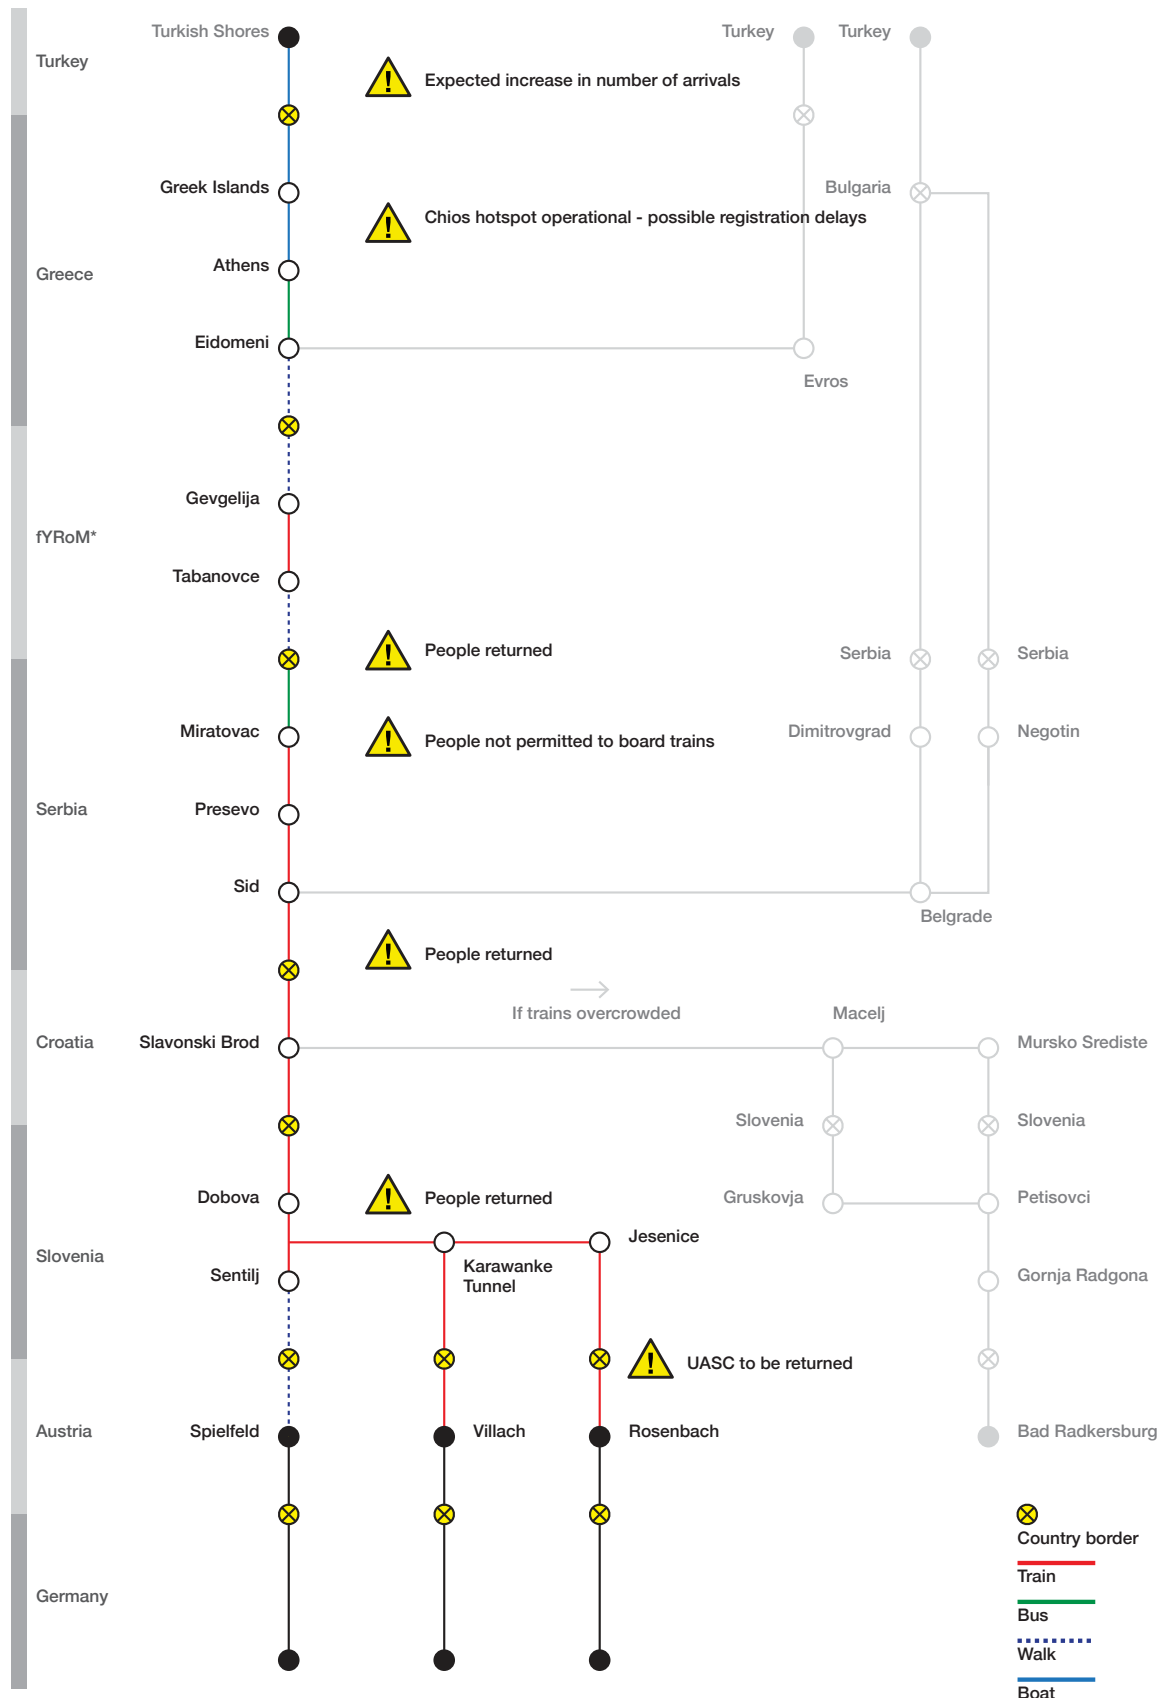 Turkish Shores
Turkey
Turkey
Turkey
Expected increase in number of arrivals
Greek Islands
Bulgaria
Chios hotspot operational - possible registration delays
Athens
Greece
Eidomeni
Evros
Gevgelija
fYRoM*
Tabanovce
People returned
Serbia
Serbia
Miratovac
People not permitted to board trains
Dimitrovgrad
Negotin
Serbia
Presevo
Sid
Belgrade
People returned
If trains overcrowded
Macelj
Croatia
Slavonski Brod
Mursko Srediste
Slovenia
Slovenia
Dobova
People returned
Gruskovja
Petisovci
Jesenice
Slovenia
Sentilj
Karawanke
Tunnel
Gornja Radgona
UASC to be returned
Austria
Spielfeld
Villach
Rosenbach
Bad Radkersburg
Country border
Train
Germany
Bus
Walk
Boat